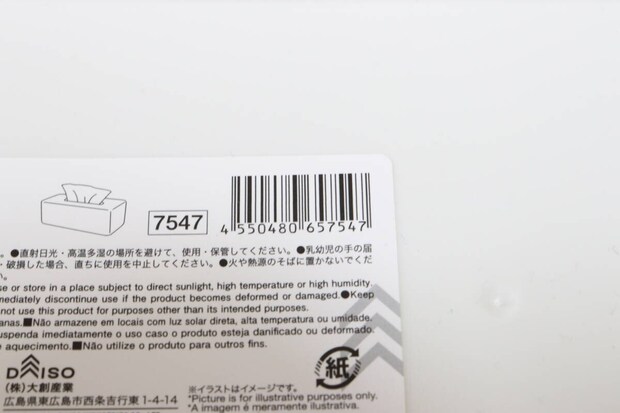 7547
4 550480 657547
●直射日光・高温多湿の場所を避けて、使用・保管してください。●乳幼児の手の届
・破損した場合、直ちに使用を中止してください。●火や熱源のそばに置かないでくだ
se or store in a place subject to direct sunlight, high temperature or high humidity.
mediately discontinue use if the product becomes deformed or damaged.●Keep
not use this product for purposes other than its intended purposes.
anas.■Não armazene em locais com luz solar direta, alta temperatura ou umidade.
suspenda imediatamente o uso caso o produto esteja danificado ou deformado.
e aquecimento.■Não utilize o produto para outros fins.
DAISO
(株)大創産業
広島県東広島市西条吉行東1-4-14
紙
※イラストはイメージです。
*Picture is for illustrative purposes only.
*A imagem é meramente ilustrativa.